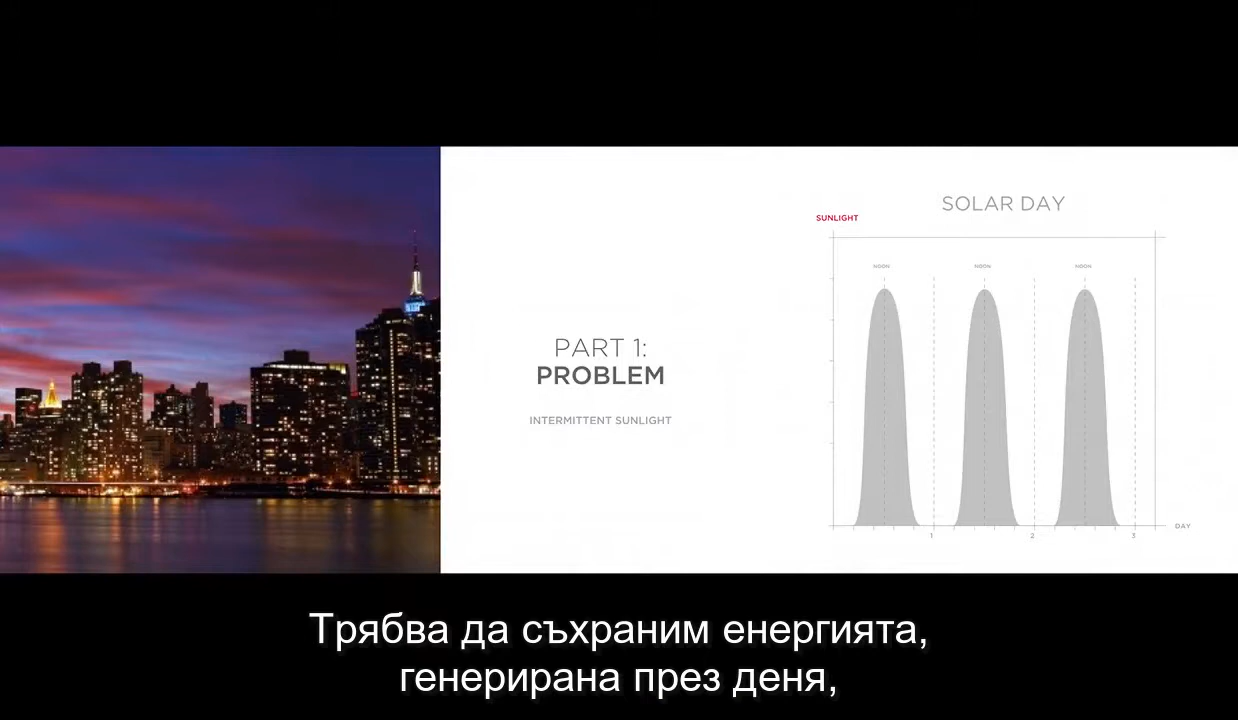 PART 1:
PROBLEM
INTERMITTENT SUNLIGHT
SOLAR DAY
SUNLIGHT
NOON
NOON
NOON
DAY
1
2
3
Трябва да съхраним енергията,
генерирана през деня,